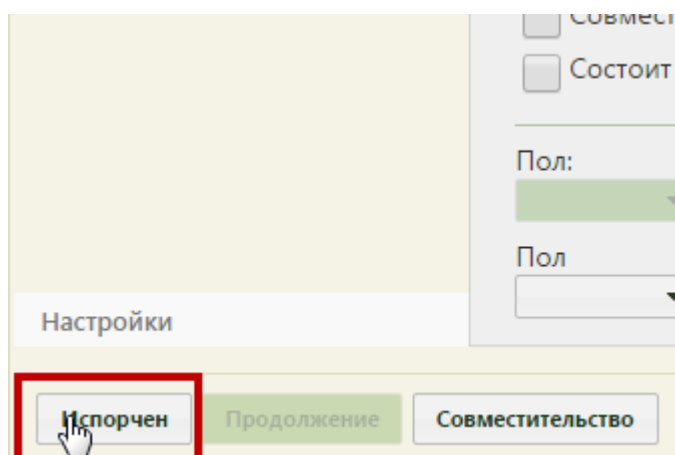 Совмест
Состоит
Пол:
Пол
Настройки
Испорчен Продолжение Совместительство